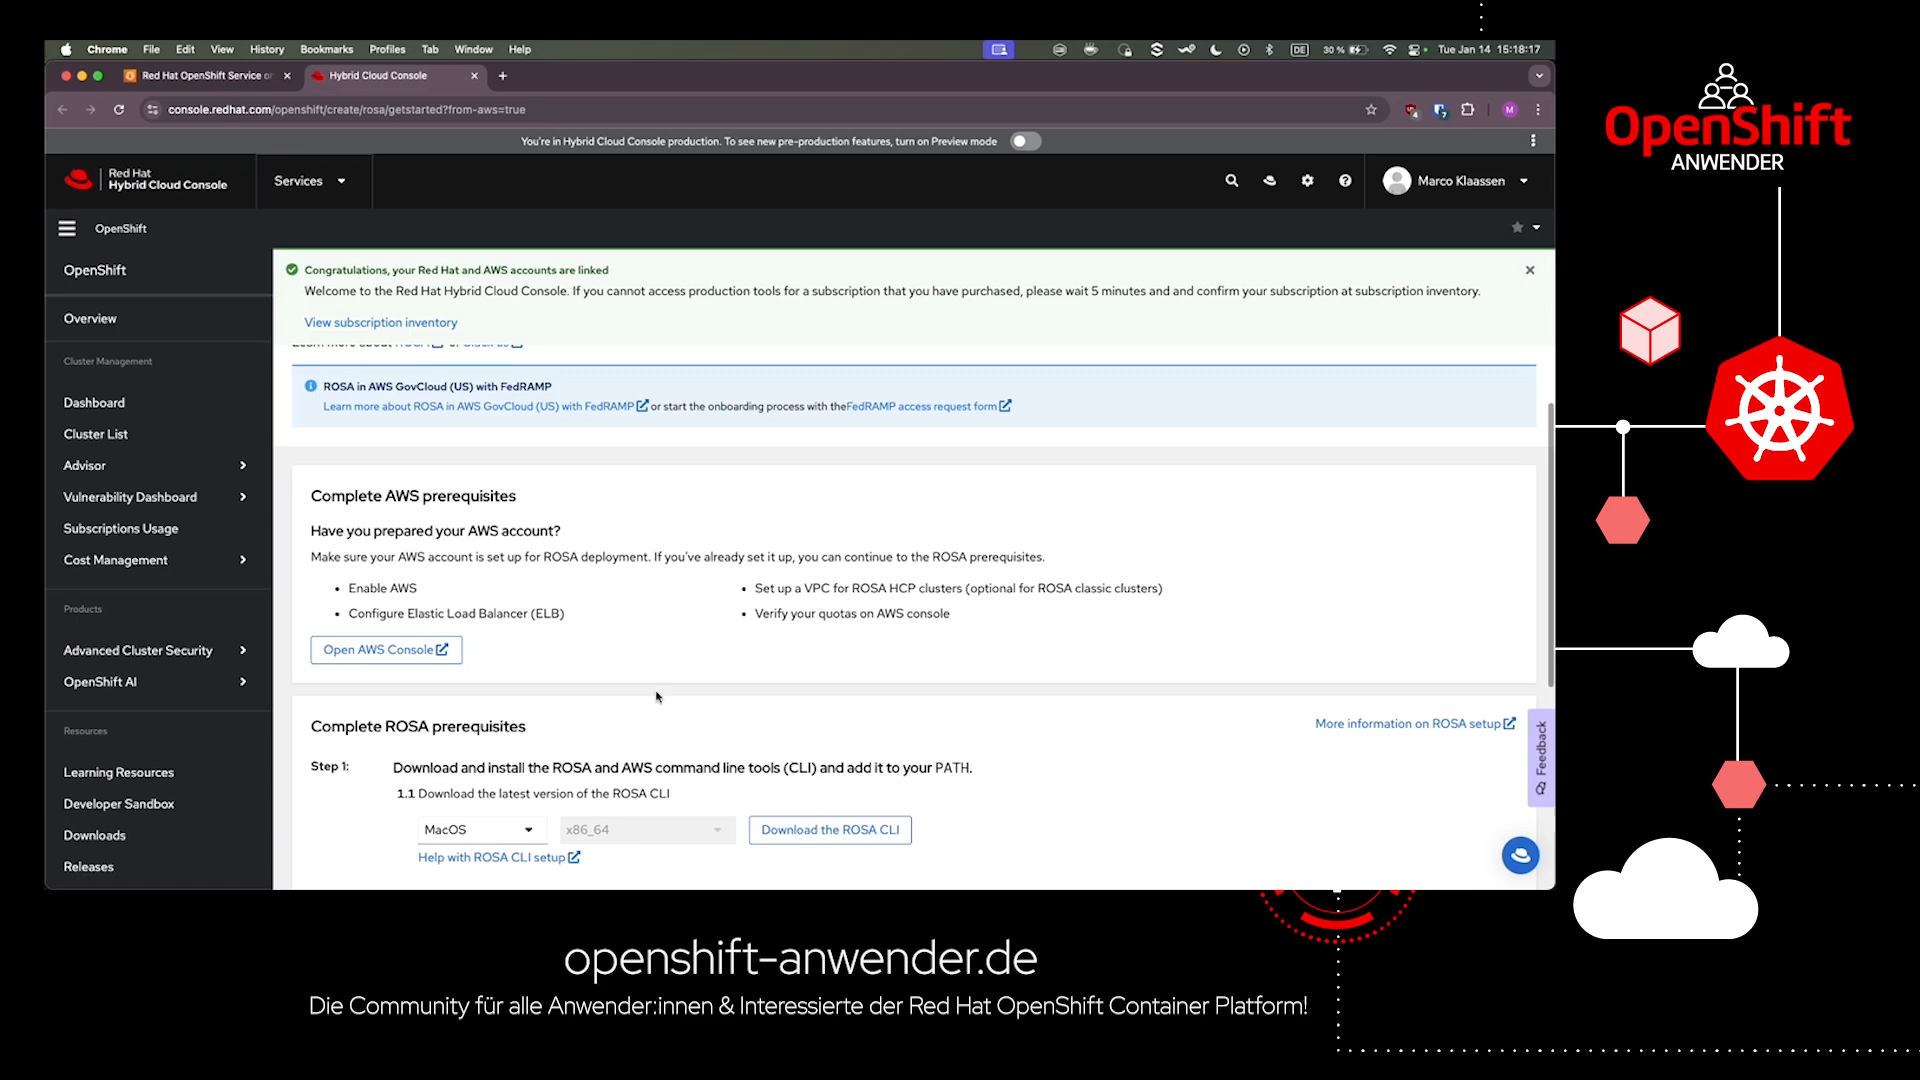 Chrome File Edit View History Bookmarks Profiles Tab Window Help
DE 30 % Tue Jan 14 15:18:17
Red Hat OpenShift Service or
Hybrid Cloud Console
console.redhat.com/openshift/create/rosa/getstarted?from-aws=true
M
You're in Hybrid Cloud Console production. To see new pre-production features, turn on Preview mode
Red Hat
Hybrid Cloud Console
Services
Marco Klaassen
OpenShift
OpenShift
Overview
Cluster Management
Dashboard
Cluster List
Advisor
Vulnerability Dashboard
Subscriptions Usage
Cost Management
Products
Advanced Cluster Security
OpenShift AI
Resources
Learning Resources
Developer Sandbox
Downloads
Releases
Congratulations, your Red Hat and AWS accounts are linked
Welcome to the Red Hat Hybrid Cloud Console. If you cannot access production tools for a subscription that you have purchased, please wait 5 minutes and and confirm your subscription at subscription inventory.
View subscription inventory
ROSA in AWS GovCloud (US) with FedRAMP
Learn more about ROSA in AWS GovCloud (US) with FedRAMP or start the onboarding process with theFedRAMP access request form
Complete AWS prerequisites
Have you prepared your AWS account?
Make sure your AWS account is set up for ROSA deployment. If you've already set it up, you can continue to the ROSA prerequisites.
• Enable AWS
• Configure Elastic Load Balancer (ELB)
• Set up a VPC for ROSA HCP clusters (optional for ROSA classic clusters)
• Verify your quotas on AWS console
Open AWS Console
Complete ROSA prerequisites
More information on ROSA setup
Step 1: Download and install the ROSA and AWS command line tools (CLI) and add it to your PATH.
1.1 Download the latest version of the ROSA CLI
MacOS x86_64 Download the ROSA CLI
Help with ROSA CLI setup
Feedback
OpenShift
ANWENDER
openshift-anwender.de
Die Community für alle Anwender:innen & Interessierte der Red Hat OpenShift Container Platform!